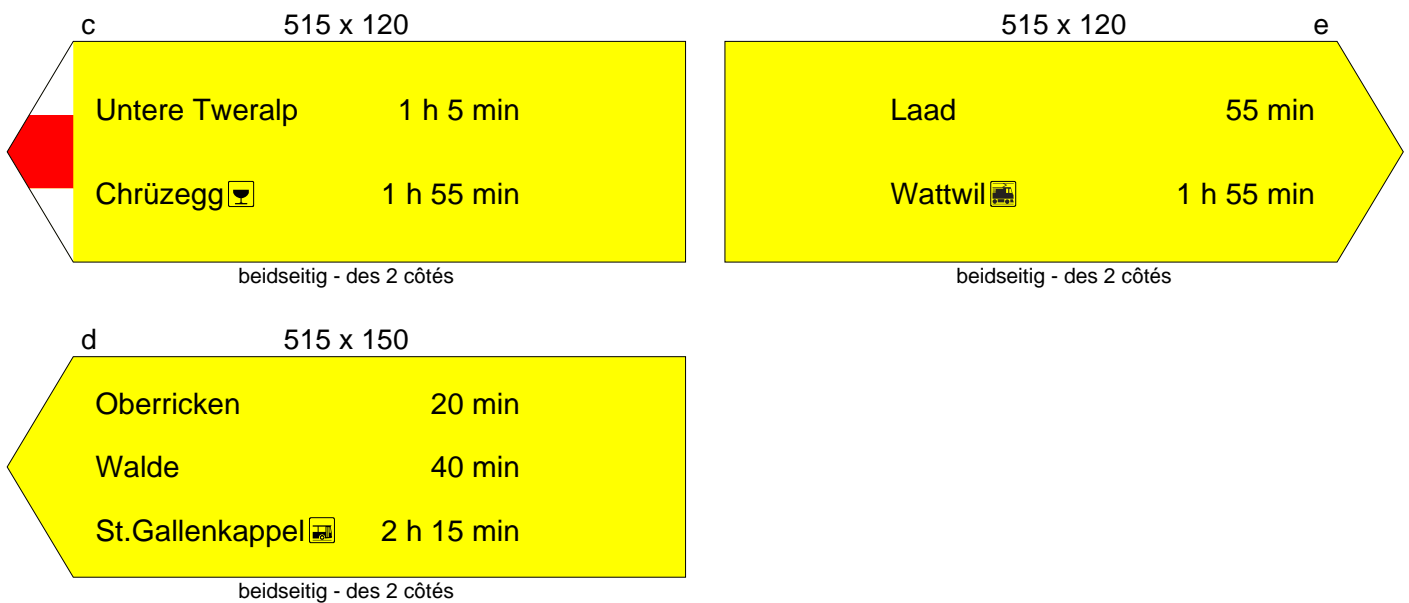 c 515 x 120
Untere Tweralp 1 h 5 min
Chrüzegg 1 h 55 min
beidseitig - des 2 côtés
515 x 120 e
Laad 55 min
Wattwil 1 h 55 min
beidseitig - des 2 côtés
d 515 x 150
Oberricken 20 min
Walde 40 min
St.Gallenkappel 2 h 15 min
beidseitig - des 2 côtés